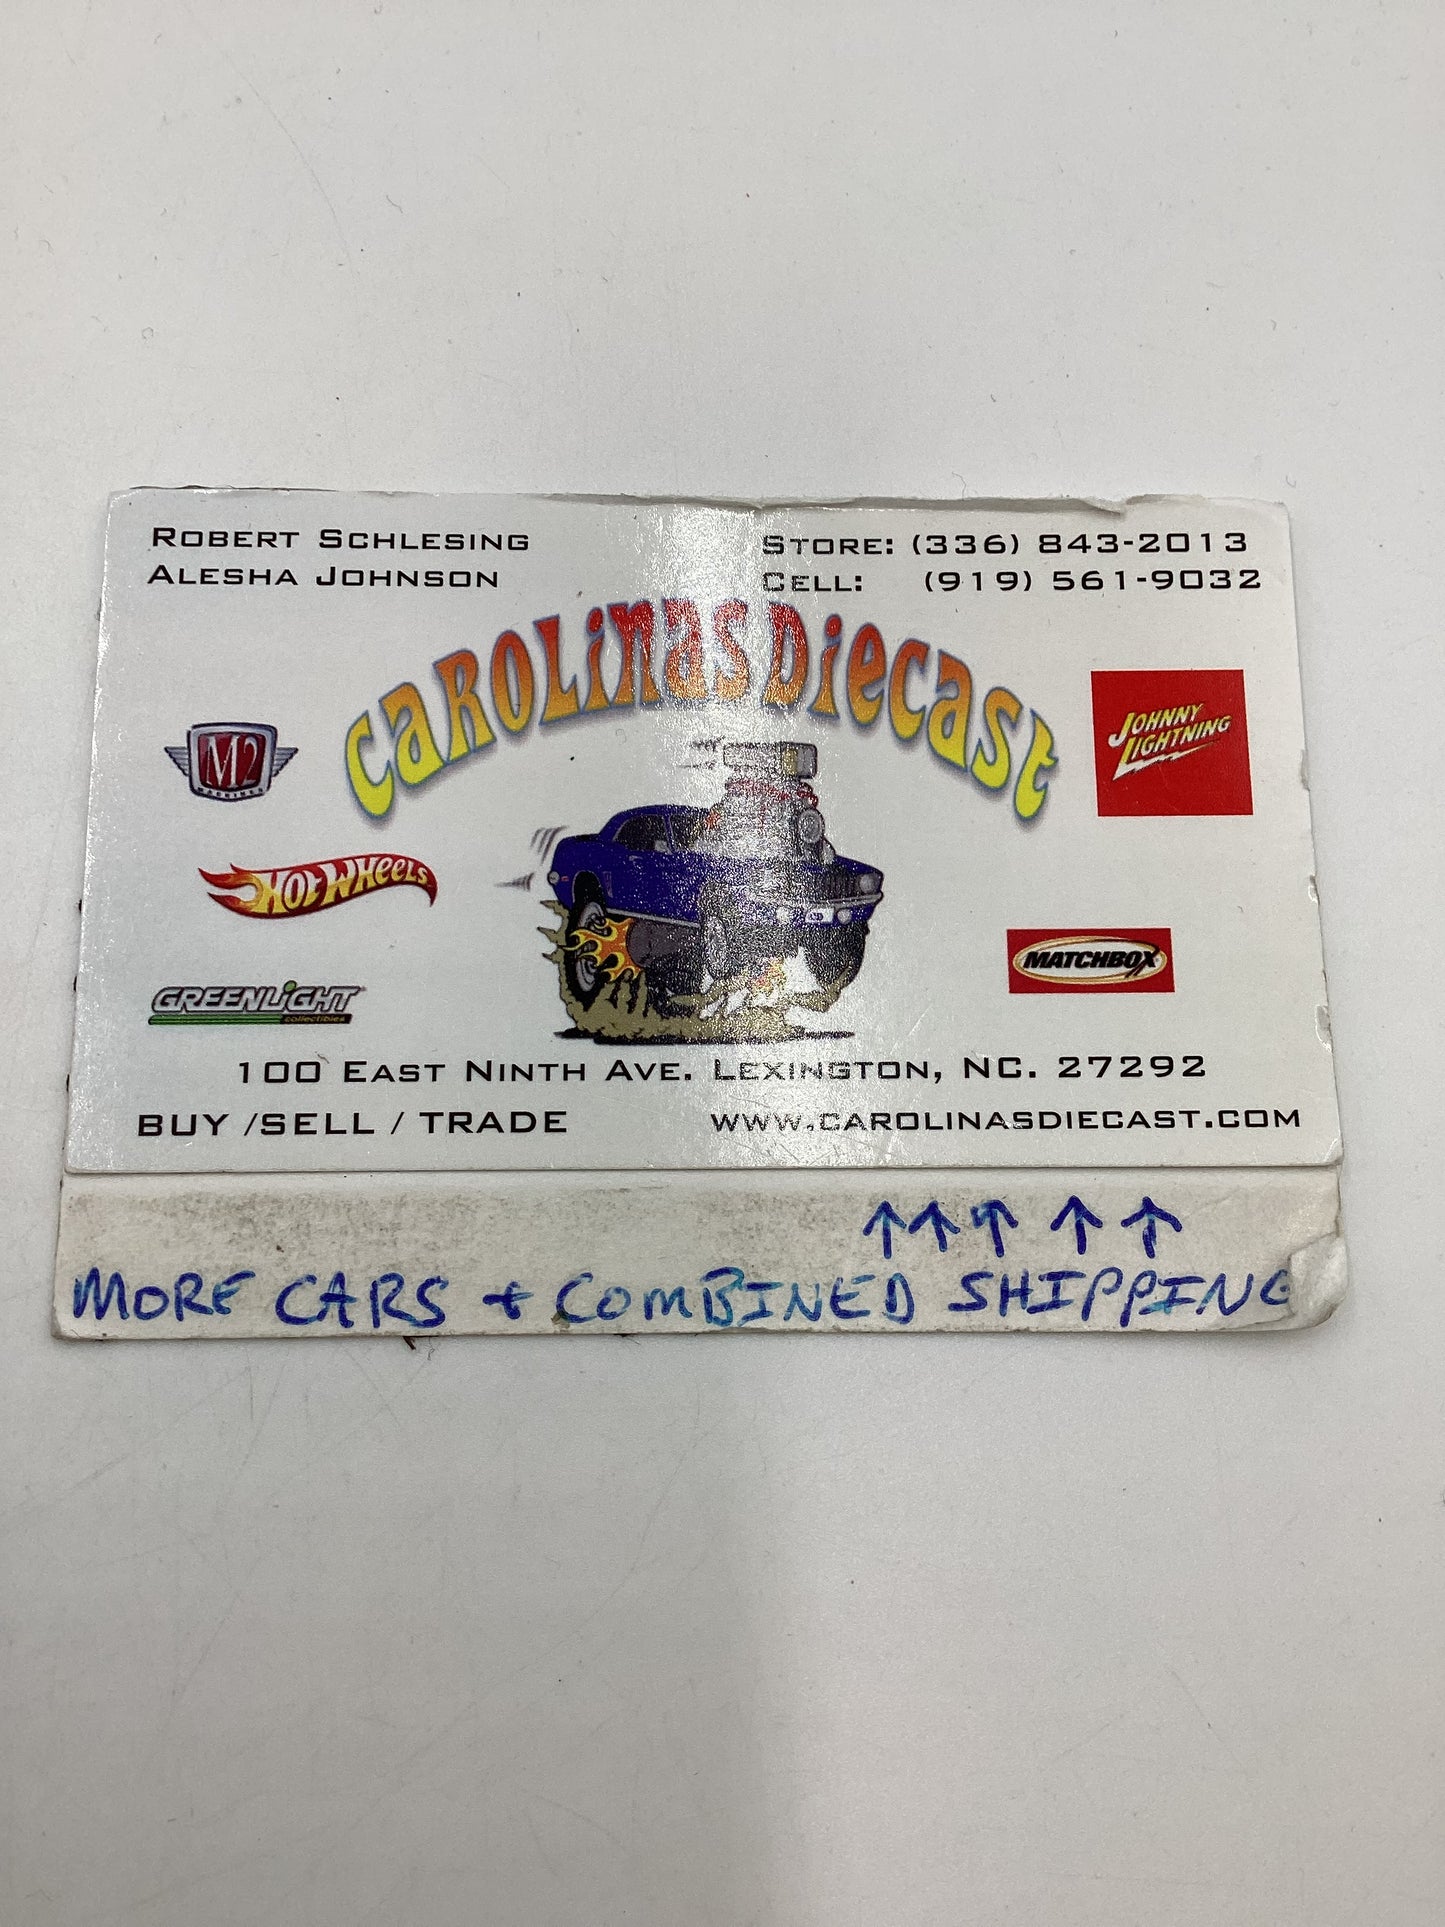 ROBERT SCHLESING
ALESHA JOHNSON
STORE: (336) 843-2013
CELL: (919) 561-9032
CAROLINAS DIECAST
M2
MACHINES
JOHNNY
LIGHTNING
HOT WHEELS
MATCHBOX
GREENLIGHT
collectibles
100 EAST NINTH AVE. LEXINGTON, NC. 27292
BUY /SELL / TRADE
WWW.CAROLINASDIECAST.COM
↑↑↑↑↑
MORE CARS + COMBINED SHIPPING